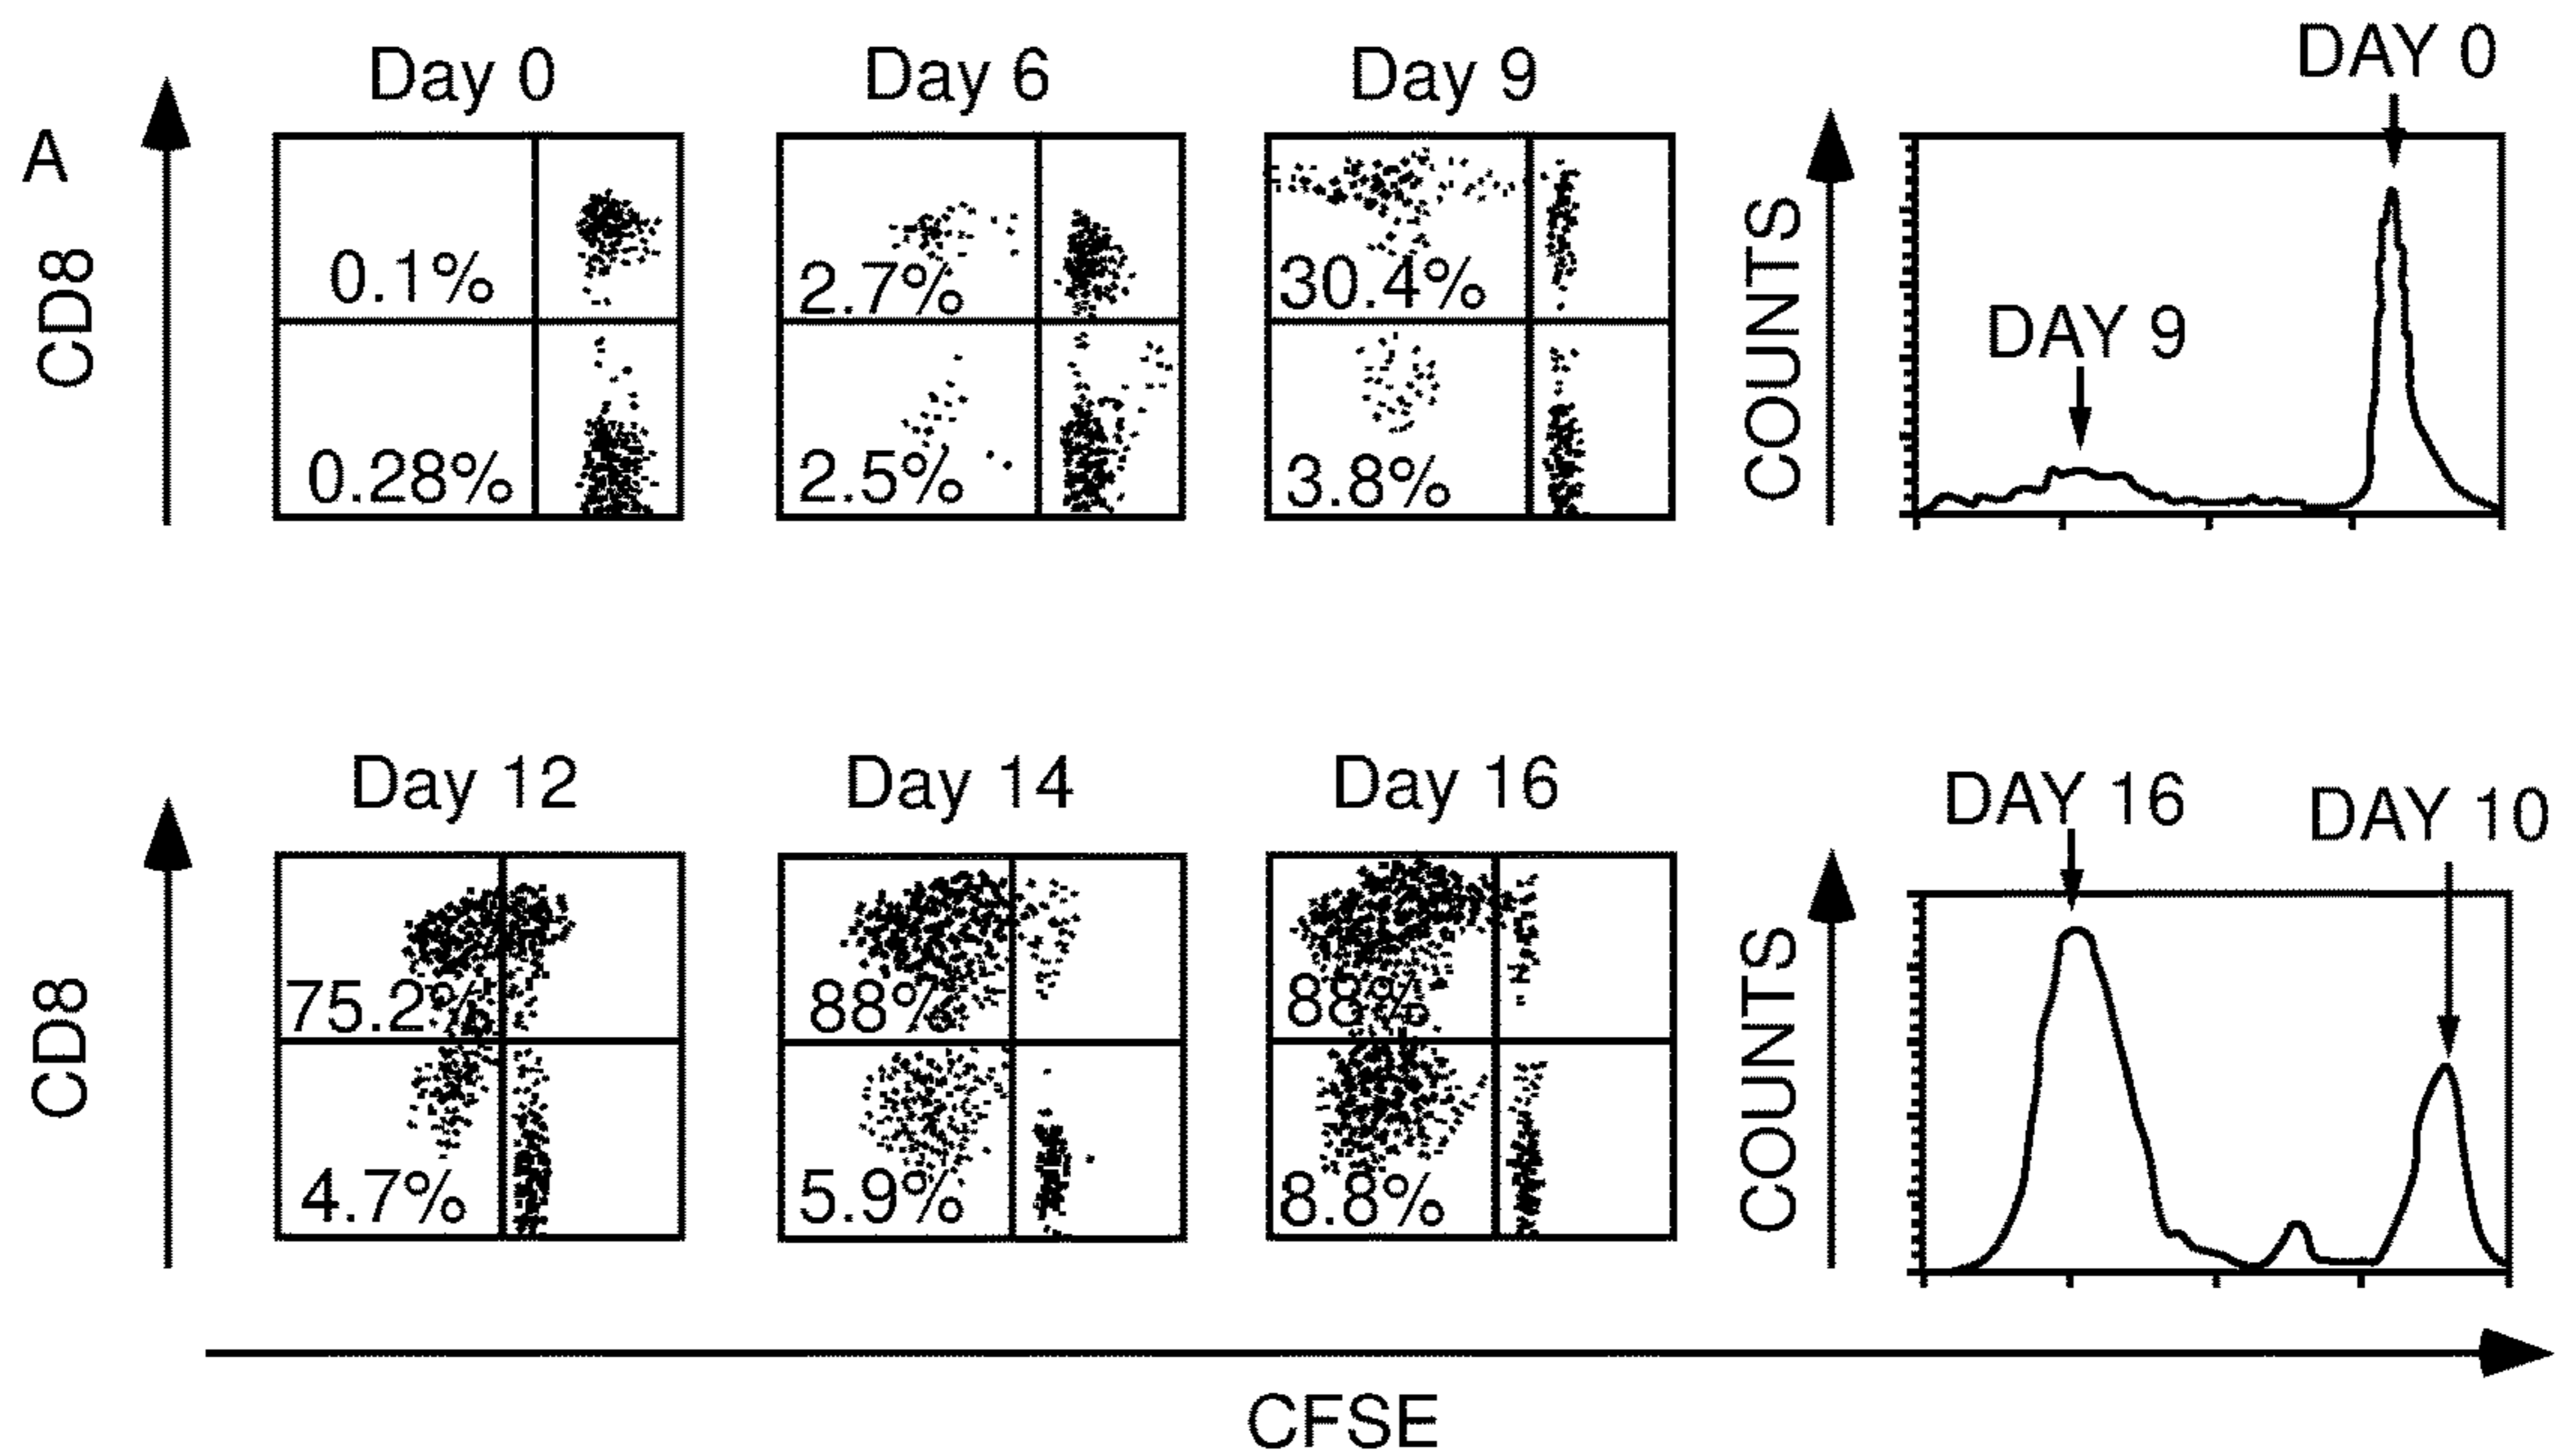 A
Day 0
Day 6
Day 9
DAY 0
CD8
0.1%
2.7%
30.4%
COUNTS
DAY 9
0.28%
2.5%
3.8%
Day 12
Day 14
Day 16
DAY 16
DAY 10
CD8
75.2%
88%
88%
COUNTS
4.7%
5.9%
8.8%
CFSE